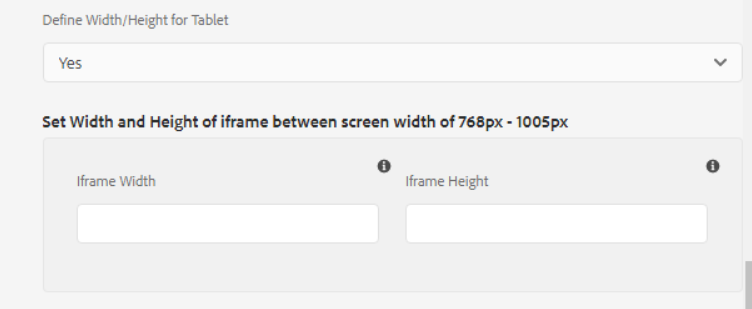 Define Width/Height for Tablet
Yes
Set Width and Height of iframe between screen width of 768px - 1005px
Iframe Width
Iframe Height